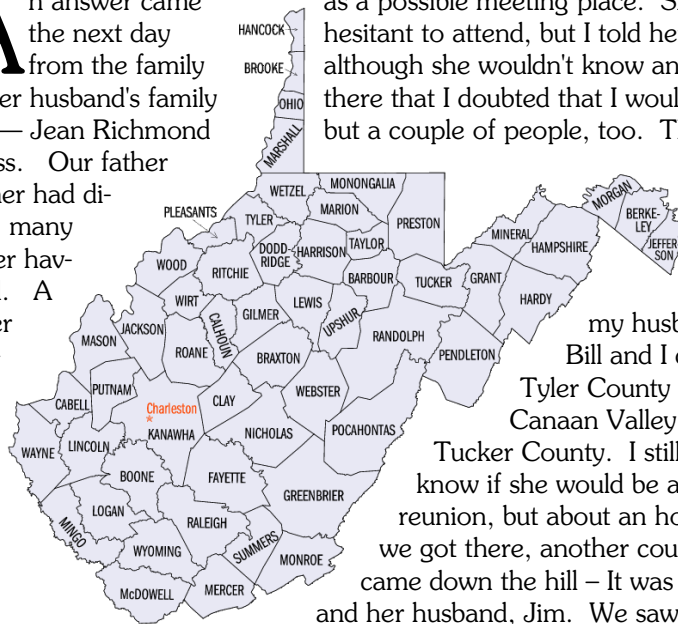 A
n answer came
the next day
from the family
er husband's family
— Jean Richmond
ss. Our father
ner had di-
many
er hav-
. A
er
as a possible meeting place. S
hesitant to attend, but I told he
although she wouldn't know an
there that I doubted that I woul
but a couple of people, too. T
my husb
Bill and I
Tyler County
Canaan Valley
Tucker County. I still
know if she would be a
reunion, but about an ho
we got there, another cou
came down the hill – It was
and her husband, Jim. We saw
HANCOCK
BROOKE
OHIO
MARSHALL
WETZEL
MONONGALIA
MARION
PRESTON
PLEASANTS
TYLER
DODD-
RIDGE
HARRISON
TAYLOR
MORGAN
BERKE-
LEY
JEFFER-
SON
MINERAL
HAMPSHIRE
WOOD
RITCHIE
BARBOUR
TUCKER
GRANT
HARDY
WIRT
CALHOUN
GILMER
LEWIS
UPSHUR
RANDOLPH
PENDLETON
MASON
JACKSON
ROANE
BRAXTON
WEBSTER
POCAHONTAS
CABELL
PUTNAM
Charleston
KANAWHA
CLAY
NICHOLAS
WAYNE
LINCOLN
BOONE
FAYETTE
GREENBRIER
MINGO
LOGAN
RALEIGH
SUMMERS
MONROE
WYOMING
McDOWELL
MERCER